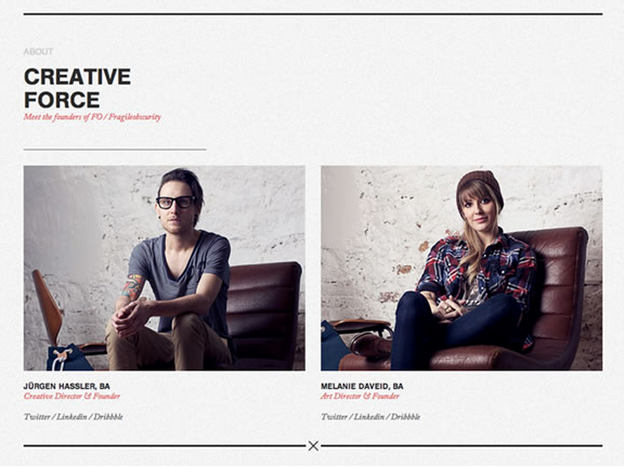 ABOUT
CREATIVE
FORCE
Meet the founders of FO / Fragileobscurity
JÜRGEN HASSLER, BA
Creative Director & Founder
Twitter / Linkedin / Dribbble
MELANIE DAVEID, BA
Art Director & Founder
Twitter / Linkedin / Dribbble